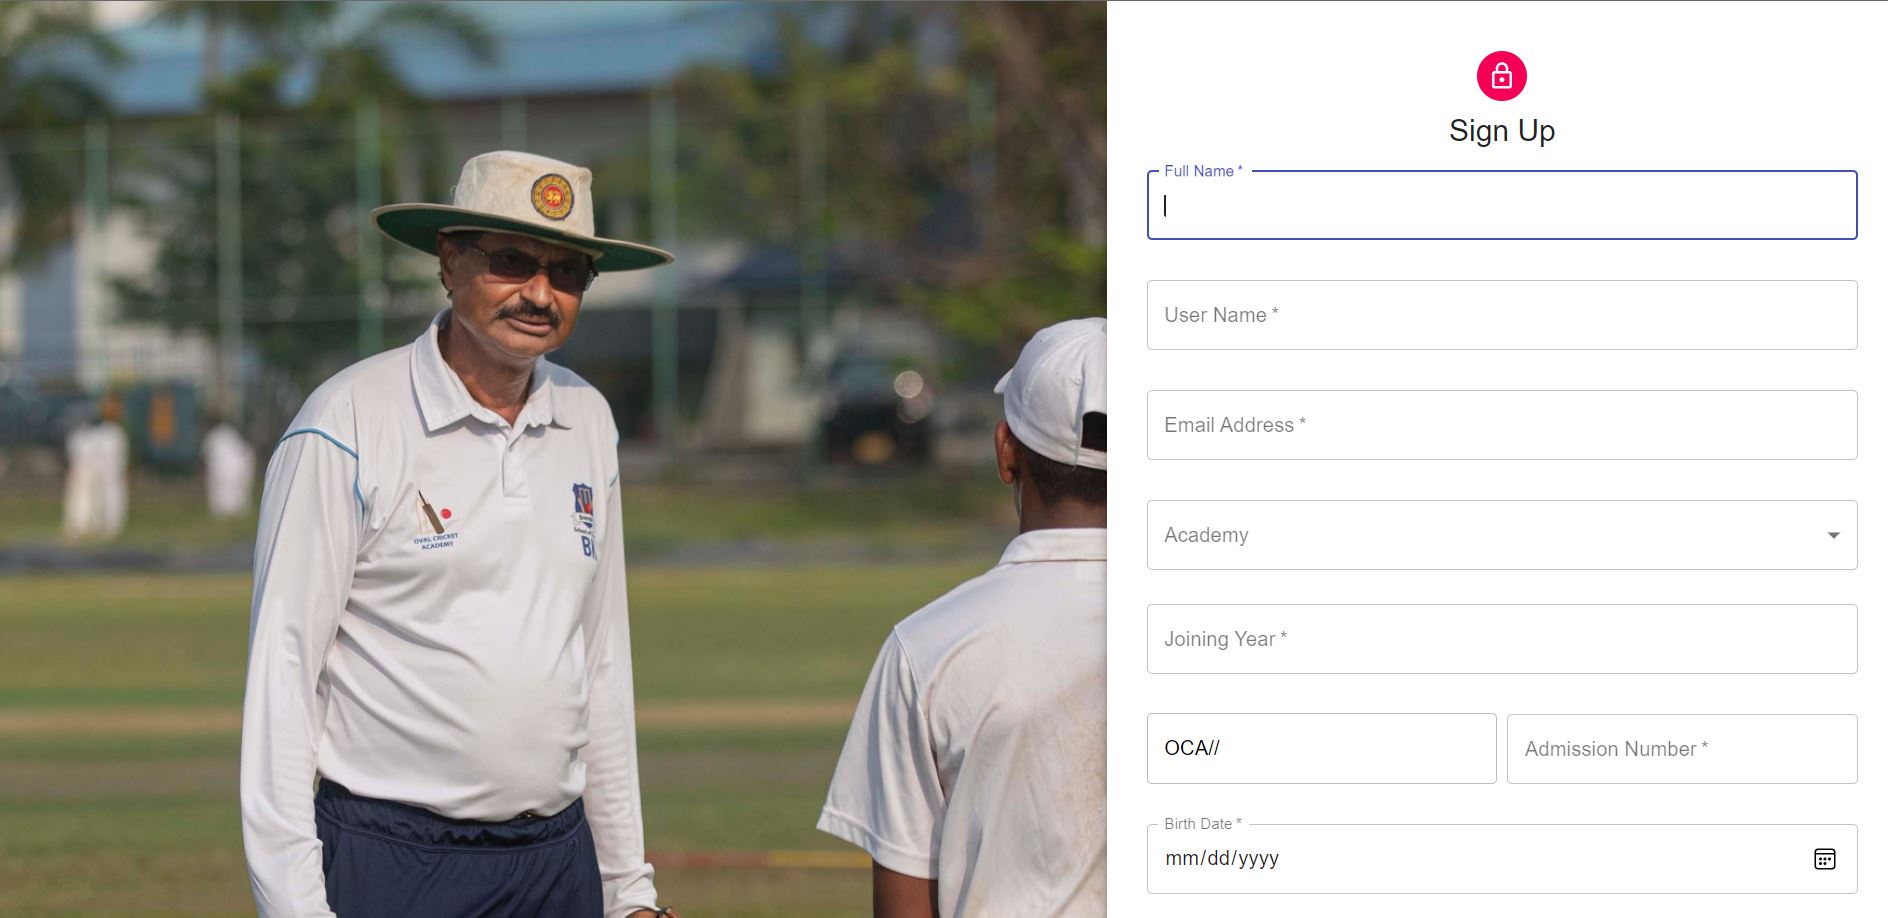 OVAL CRICKET
ACADEMY
Sign Up
Full Name *
User Name *
Email Address *
Academy
Joining Year *
OCA//
Admission Number *
Birth Date *
mm/dd/yyyy